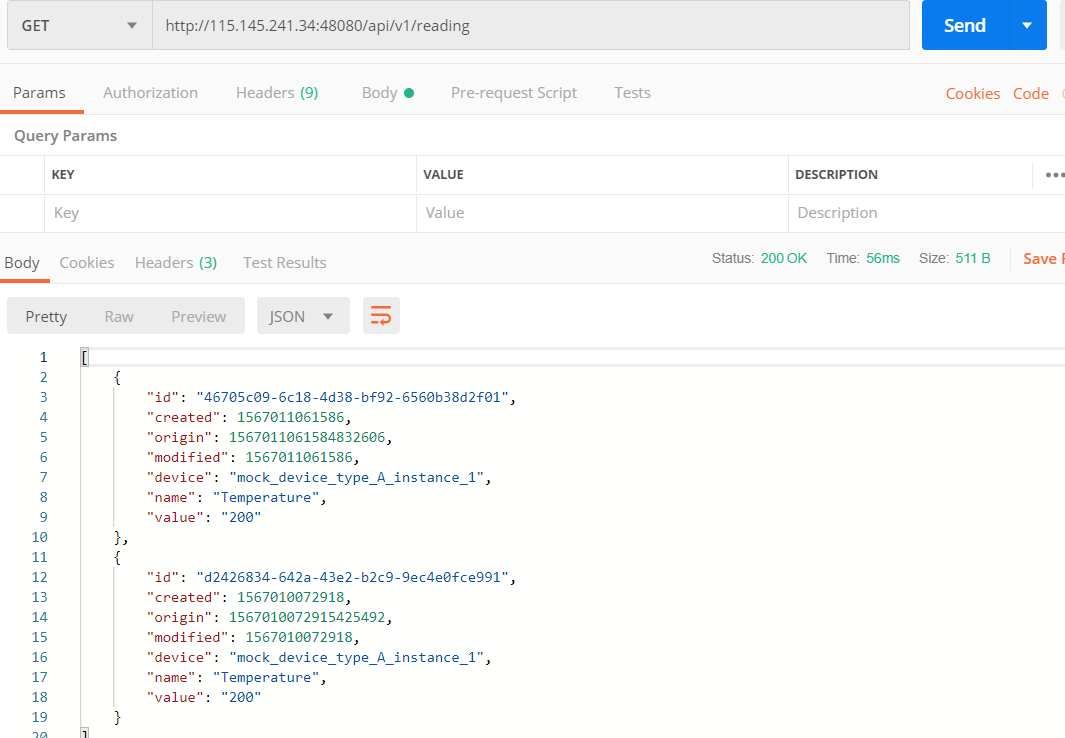 GET http://115.145.241.34:48080/api/v1/reading Send
Params Authorization Headers (9) Body Pre-request Script Tests Cookies Code
Query Params
KEY VALUE DESCRIPTION
Key Value Description
Body Cookies Headers (3) Test Results Status: 200 OK Time: 56ms Size: 511 B Save
Pretty Raw Preview JSON
1 [
2 {
3 "id": "46705c09-6c18-4d38-bf92-6560b38d2f01",
4 "created": 1567011061586,
5 "origin": 1567011061584832606,
6 "modified": 1567011061586,
7 "device": "mock_device_type_A_instance_1",
8 "name": "Temperature",
9 "value": "200"
10 },
11 {
12 "id": "d2426834-642a-43e2-b2c9-9ec4e0fce991",
13 "created": 1567010072918,
14 "origin": 1567010072915425492,
15 "modified": 1567010072918,
16 "device": "mock_device_type_A_instance_1",
17 "name": "Temperature",
18 "value": "200"
19 }
20 ]